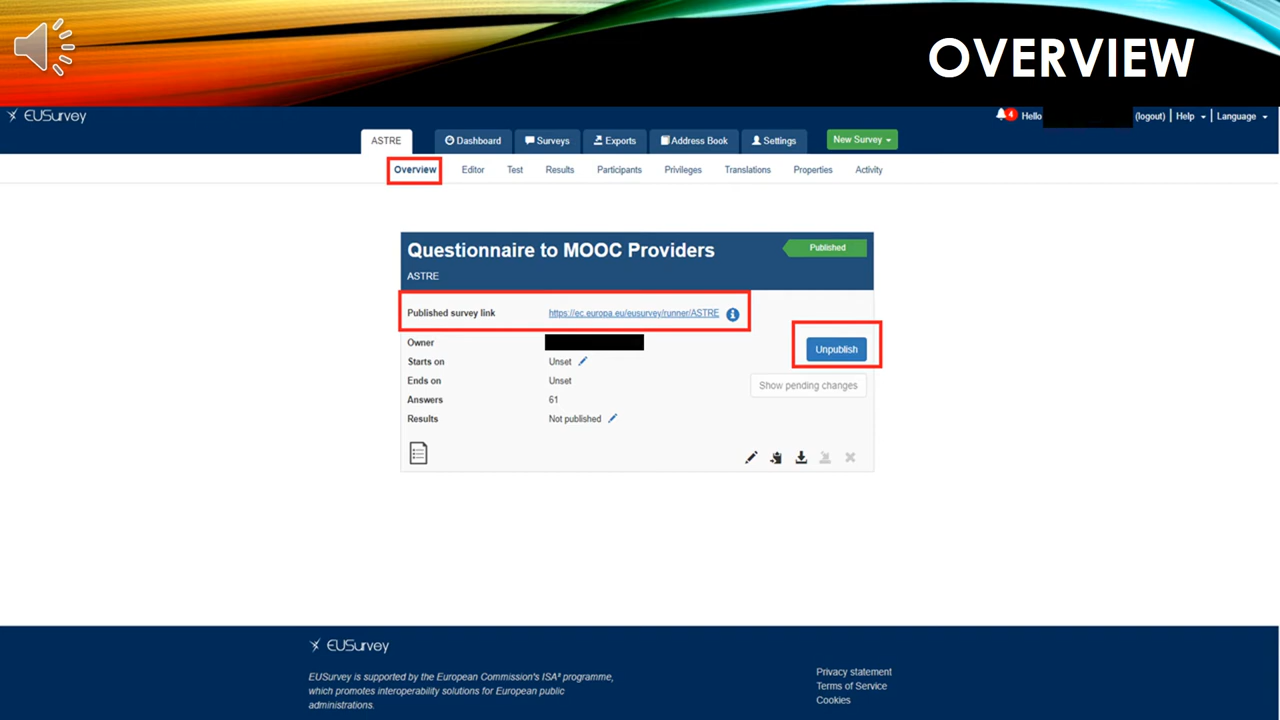 OVERVIEW
EUSurvey
4 Hello (logout) | Help | Language
ASTRE Dashboard Surveys Exports Address Book Settings New Survey
Overview Editor Test Results Participants Privileges Translations Properties Activity
Questionnaire to MOOC Providers
Published
ASTRE
Published survey link https://ec.europa.eu/eusurvey/runner/ASTRE
Owner
Unpublish
Starts on Unset
Ends on Unset
Show pending changes
Answers 61
Results Not published
EUSurvey
EUSurvey is supported by the European Commission's ISA² programme,
which promotes interoperability solutions for European public
administrations.
Privacy statement
Terms of Service
Cookies